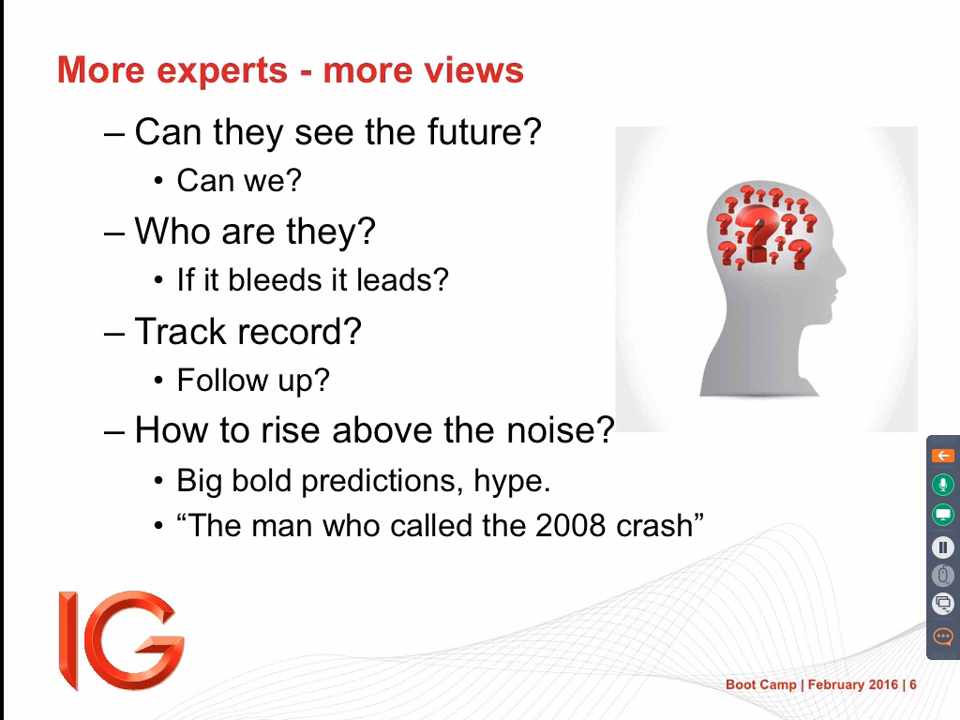 More experts - more views
– Can they see the future?
• Can we?
– Who are they?
• If it bleeds it leads?
– Track record?
• Follow up?
– How to rise above the noise?
• Big bold predictions, hype.
• “The man who called the 2008 crash”
IG
Boot Camp | February 2016 | 6